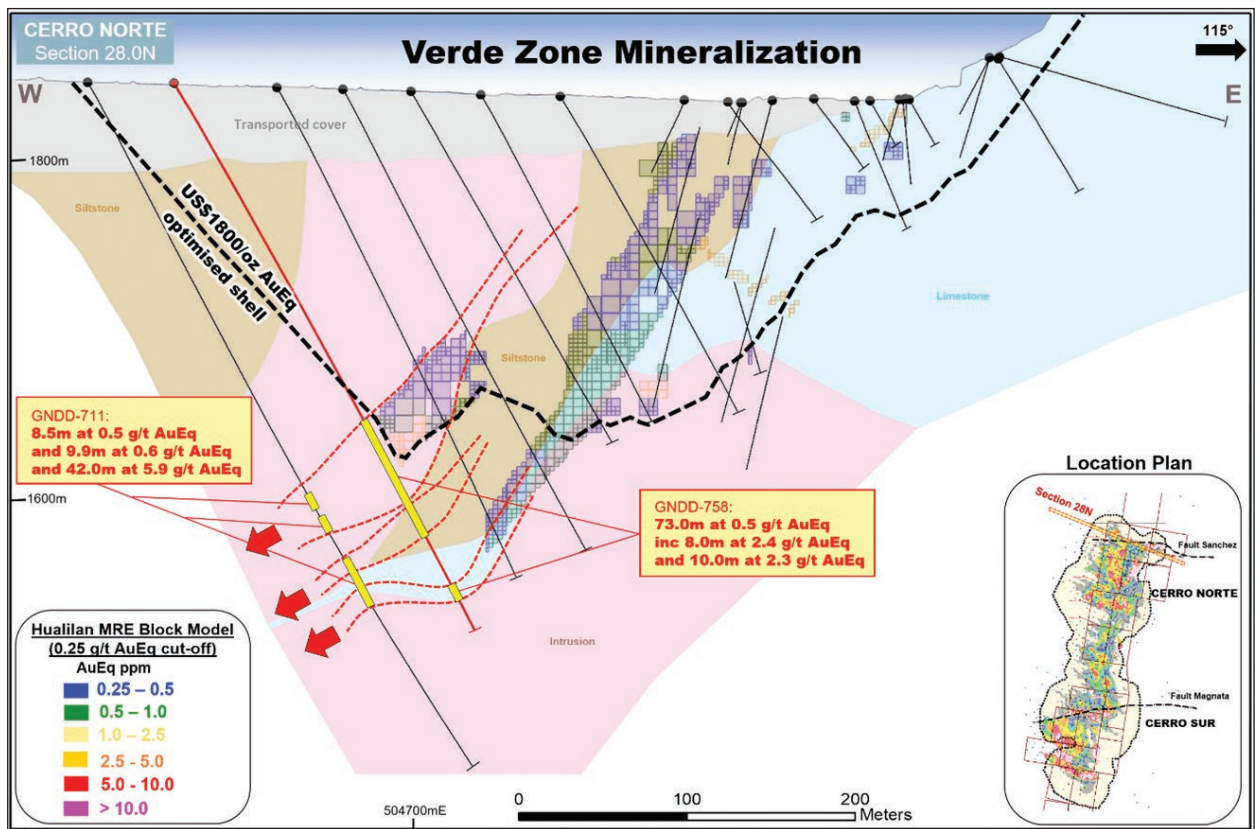 CERRO NORTE
Section 28.0N
Verde Zone Mineralization
115°
W
E
Transported cover
1800m
Siltstone
US$1800/oz AuEq
optimised shell
Limestone
Siltstone
GNDD-711:
8.5m at 0.5 g/t AuEq
and 9.9m at 0.6 g/t AuEq
and 42.0m at 5.9 g/t AuEq
1600m
GNDD-758:
73.0m at 0.5 g/t AuEq
inc 8.0m at 2.4 g/t AuEq
and 10.0m at 2.3 g/t AuEq
Intrusion
Hualilan MRE Block Model
(0.25 g/t AuEq cut-off)
AuEq ppm
0.25 – 0.5
0.5 – 1.0
1.0 – 2.5
2.5 - 5.0
5.0 - 10.0
> 10.0
504700mE
0 100 200
Meters
Location Plan
Section 28N
Fault Sanchez
CERRO NORTE
Fault Magnata
CERRO SUR